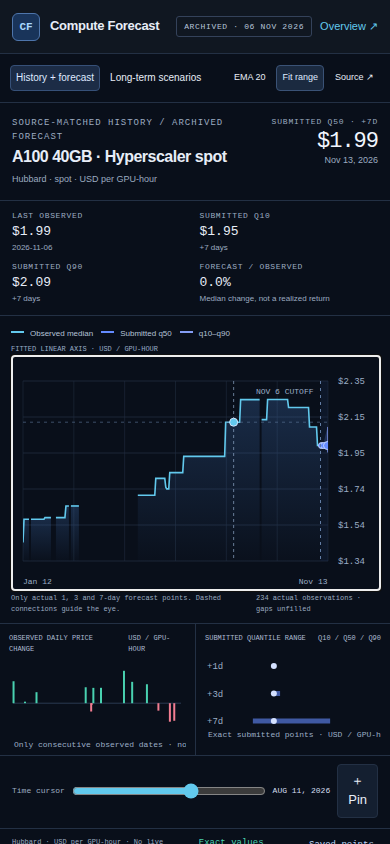 CF
Compute Forecast
ARCHIVED · 06 NOV 2026
Overview ↗
History + forecast
Long-term scenarios
EMA 20
Fit range
Source ↗
SOURCE-MATCHED HISTORY / ARCHIVED
FORECAST
A100 40GB · Hyperscaler spot
Hubbard · spot · USD per GPU-hour
SUBMITTED Q50 · +7D
$1.99
Nov 13, 2026
LAST OBSERVED
$1.99
2026-11-06
SUBMITTED Q10
$1.95
+7 days
SUBMITTED Q90
$2.09
+7 days
FORECAST / OBSERVED
0.0%
Median change, not a realized return
Observed median
Submitted q50
q10–q90
FITTED LINEAR AXIS · USD / GPU-HOUR
NOV 6 CUTOFF
$2.35
$2.15
$1.95
$1.74
$1.54
$1.34
Jan 12
Nov 13
Only actual 1, 3 and 7-day forecast points. Dashed
connections guide the eye.
234 actual observations ·
gaps unfilled
OBSERVED DAILY PRICE
CHANGE
USD / GPU-
HOUR
Only consecutive observed dates · no
SUBMITTED QUANTILE RANGE
Q10 / Q50 / Q90
+1d
+3d
+7d
Exact submitted points · USD / GPU-h
Time cursor
AUG 11, 2026
+
Pin
Hubbard · USD per GPU-hour · No live
Exact values
Saved points